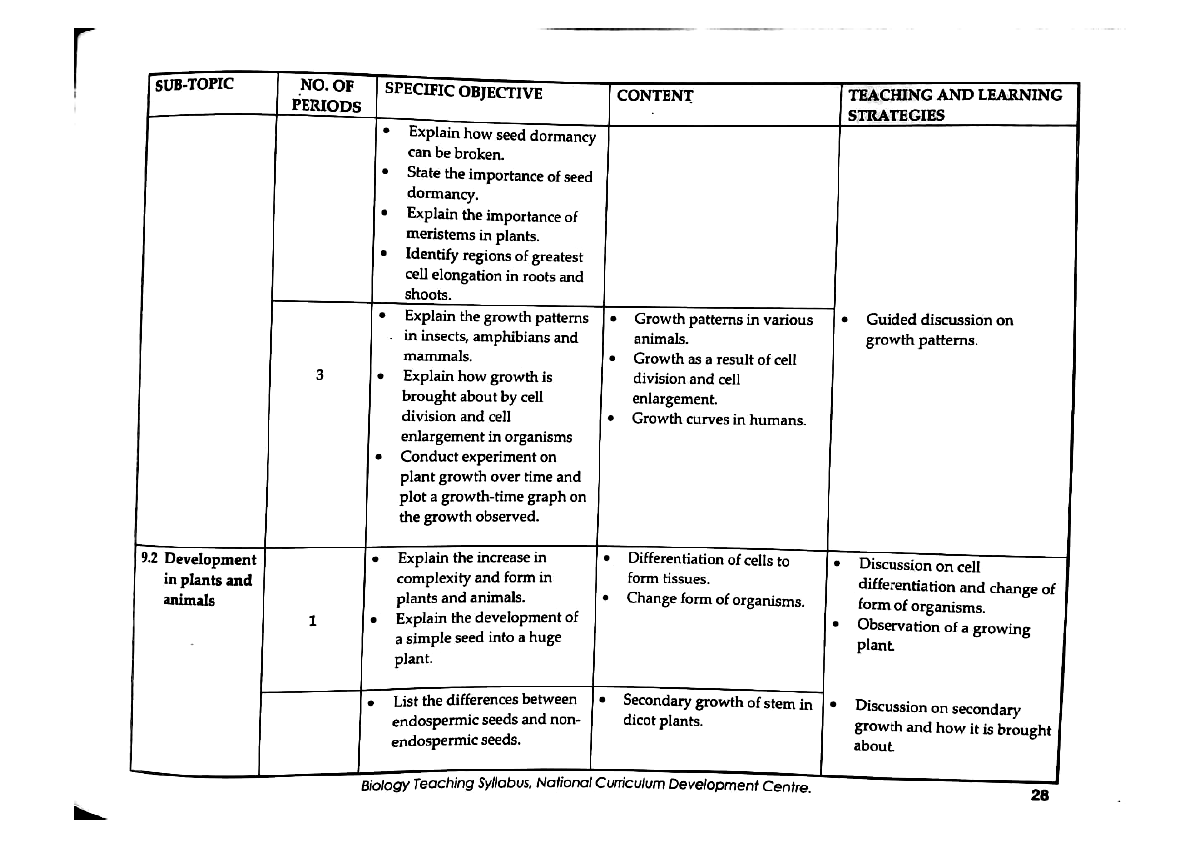 SUB-TOPIC
NO. OF
PERIODS
SPECIFIC OBJECTIVE
CONTENT
TEACHING AND LEARNING
STRATEGIES
• Explain how seed dormancy
can be broken.
• State the importance of seed
dormancy.
• Explain the importance of
meristems in plants.
• Identify regions of greatest
cell elongation in roots and
shoots.
3
• Explain the growth patterns
in insects, amphibians and
mammals.
• Explain how growth is
brought about by cell
division and cell
enlargement in organisms
• Conduct experiment on
plant growth over time and
plot a growth-time graph on
the growth observed.
• Growth patterns in various
animals.
• Growth as a result of cell
division and cell
enlargement.
• Growth curves in humans.
• Guided discussion on
growth patterns.
9.2 Development
in plants and
animals
1
• Explain the increase in
complexity and form in
plants and animals.
• Explain the development of
a simple seed into a huge
plant.
• Differentiation of cells to
form tissues.
• Change form of organisms.
• Discussion on cell
differentiation and change of
form of organisms.
• Observation of a growing
plant.
• List the differences between
endospermic seeds and non-
endospermic seeds.
• Secondary growth of stem in
dicot plants.
• Discussion on secondary
growth and how it is brought
about.
Biology Teaching Syllabus, National Curriculum Development Centre.
28